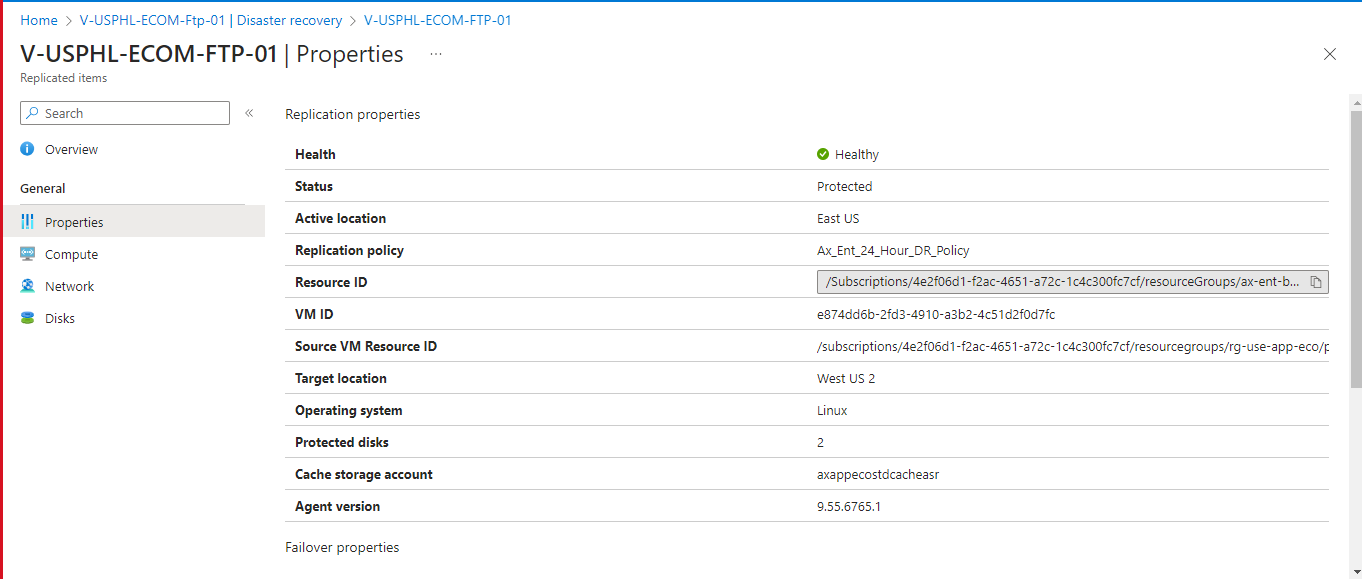 Home > V-USPHL-ECOM-Ftp-01 | Disaster recovery > V-USPHL-ECOM-FTP-01
V-USPHL-ECOM-FTP-01 | Properties ...
Replicated items
Search «
Overview
General
Properties
Compute
Network
Disks
Replication properties
Health Healthy
Status Protected
Active location East US
Replication policy Ax_Ent_24_Hour_DR_Policy
Resource ID /Subscriptions/4e2f06d1-f2ac-4651-a72c-1c4c300fc7cf/resourceGroups/ax-ent-b...
VM ID e874dd6b-2fd3-4910-a3b2-4c51d2f0d7fc
Source VM Resource ID /subscriptions/4e2f06d1-f2ac-4651-a72c-1c4c300fc7cf/resourcegroups/rg-use-app-eco/p
Target location West US 2
Operating system Linux
Protected disks 2
Cache storage account axappecostdcacheasr
Agent version 9.55.6765.1
Failover properties